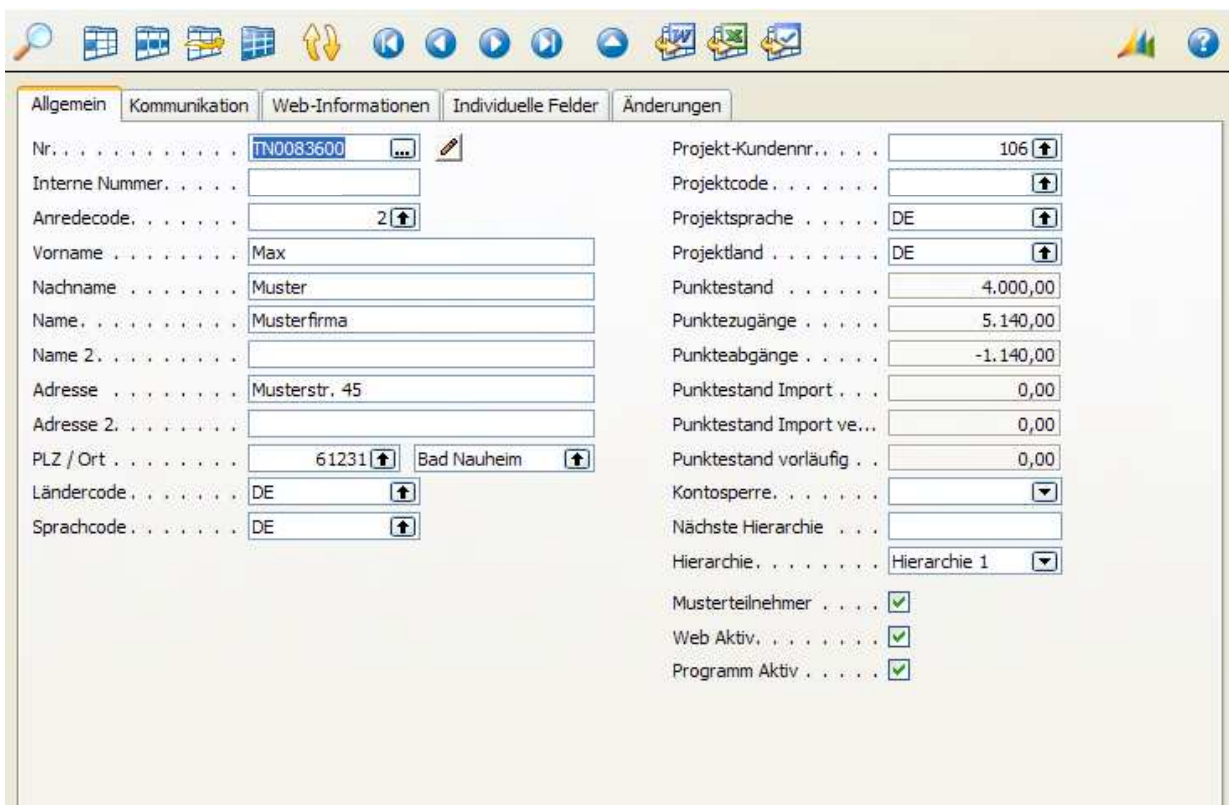 Allgemein Kommunikation Web-Informationen Individuelle Felder Änderungen
Nr. . . . . . . . . . . . TN0083600 ...
Interne Nummer. . . . .
Anredecode. . . . . . . 2
Vorname . . . . . . . . Max
Nachname . . . . . . . Muster
Name. . . . . . . . . . Musterfirma
Name 2. . . . . . . . .
Adresse . . . . . . . . Musterstr. 45
Adresse 2. . . . . . . .
PLZ / Ort . . . . . . . . 61231 Bad Nauheim
Ländercode . . . . . . . DE
Sprachcode . . . . . . . DE
Projekt-Kundennr. . . . . 106
Projektcode . . . . . . .
Projektsprache . . . . . DE
Projektland . . . . . . . DE
Punktestand . . . . . . 4.000,00
Punktezugänge . . . . . 5.140,00
Punkteabgänge . . . . . -1.140,00
Punktestand Import . . . 0,00
Punktestand Import ve... 0,00
Punktestand vorläufig . . 0,00
Kontosperre. . . . . . .
Nächste Hierarchie . . .
Hierarchie. . . . . . . . Hierarchie 1
Musterteilnehmer . . . .
Web Aktiv. . . . . . . .
Programm Aktiv . . . . .